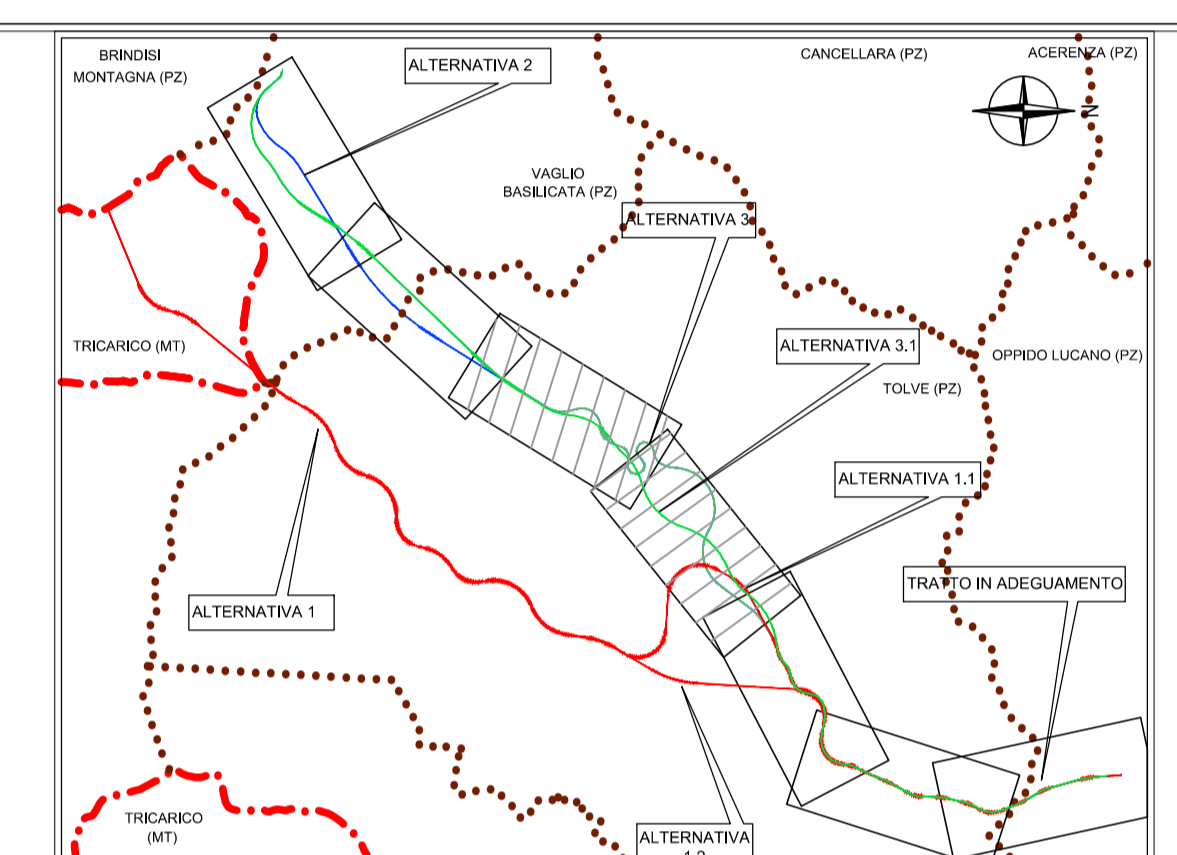 BRINDISI
MONTAGNA (PZ)
ALTERNATIVA 2
CANCELLARA (PZ)
ACERENZA (PZ)
N
VAGLIO
BASILICATA (PZ)
ALTERNATIVA 3
TRICARICO (MT)
ALTERNATIVA 3.1
OPPIDO LUCANO (PZ)
TOLVE (PZ)
ALTERNATIVA 1.1
TRATTO IN ADEGUAMENTO
ALTERNATIVA 1
TRICARICO
(MT)
ALTERNATIVA